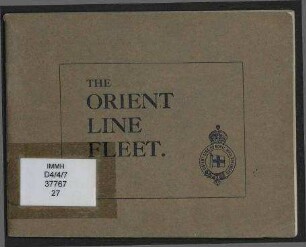 THE
ORIENT
LINE
FLEET.
IMMH
D4/4/7
37767
27